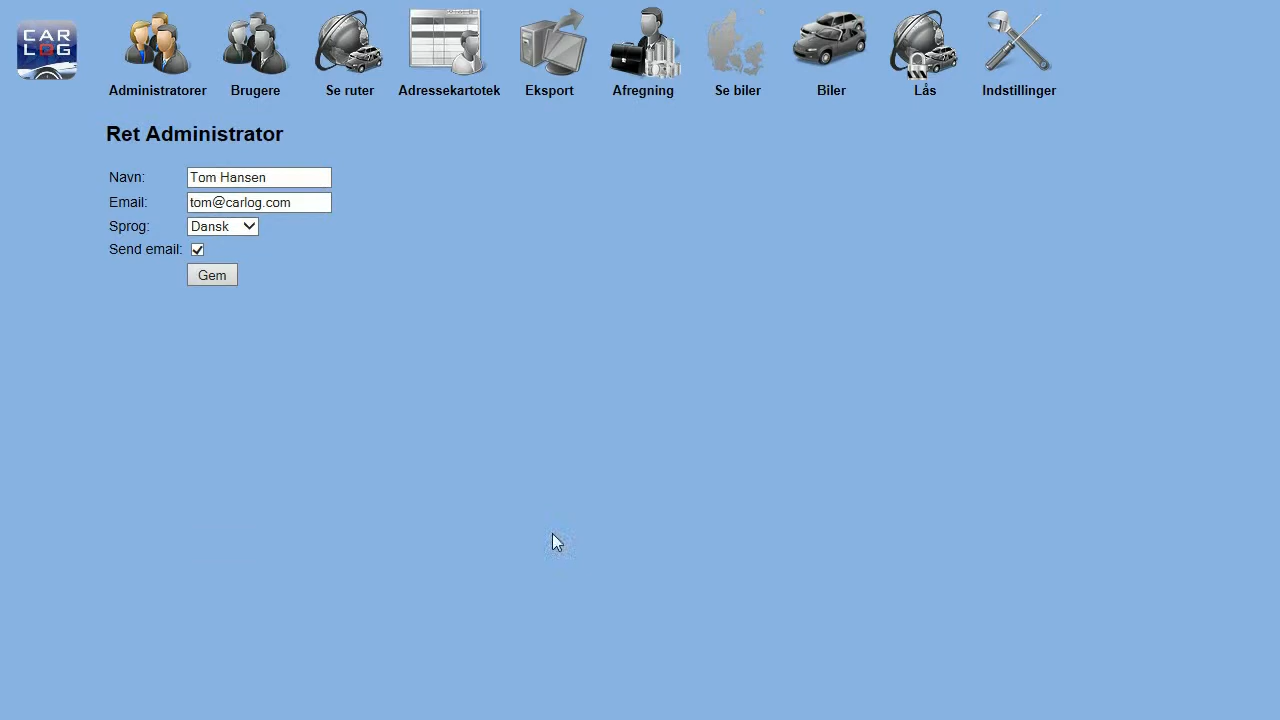 CAR
LOG
Administratorer Brugere Se ruter Adressekartotek Eksport Afregning Se biler Biler Lås Indstillinger
Ret Administrator
Navn: Tom Hansen
Email: tom@carlog.com
Sprog: Dansk
Send email:
Gem